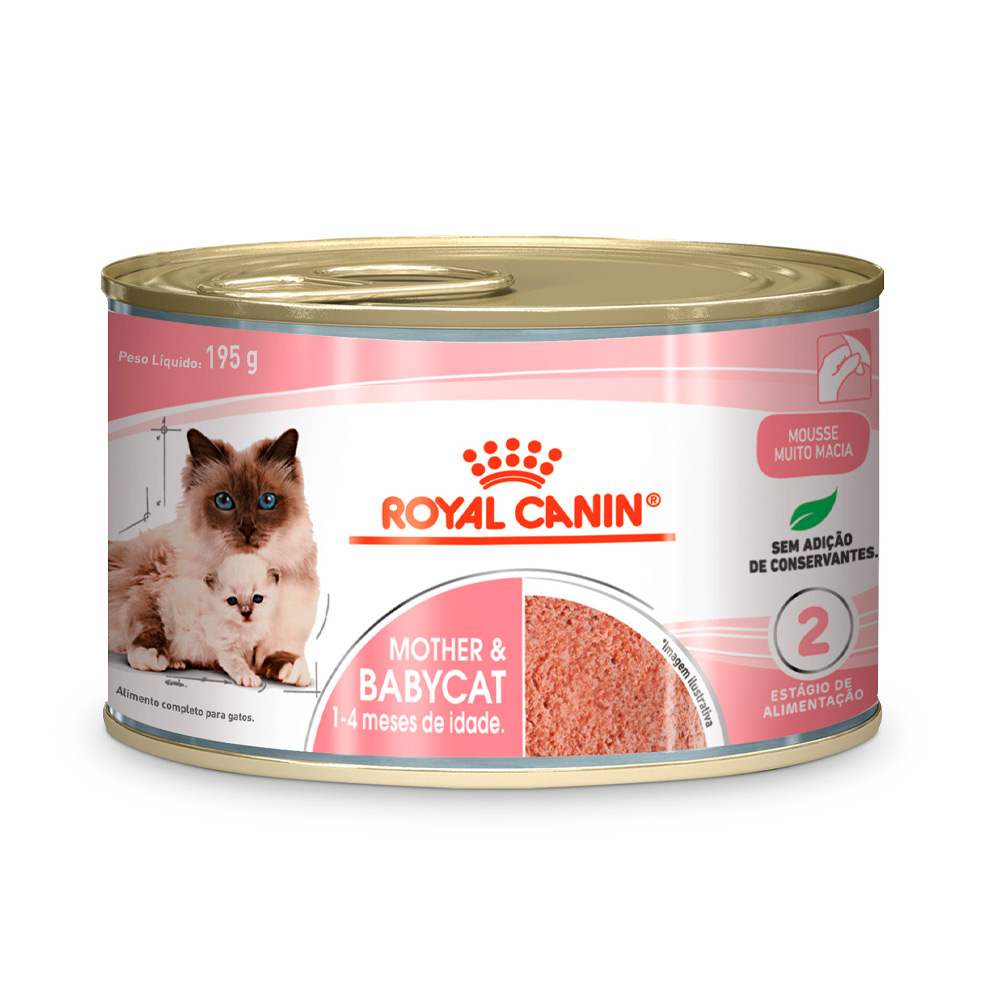 Peso Líquido: 195 g
MOUSSE
MUITO MACIA
ROYAL CANIN®
SEM ADIÇÃO
DE CONSERVANTES.
2
ESTÁGIO DE
ALIMENTAÇÃO
MOTHER &
BABYCAT
1-4 meses de idade.
*Imagem ilustrativa
Alimento completo para gatos.